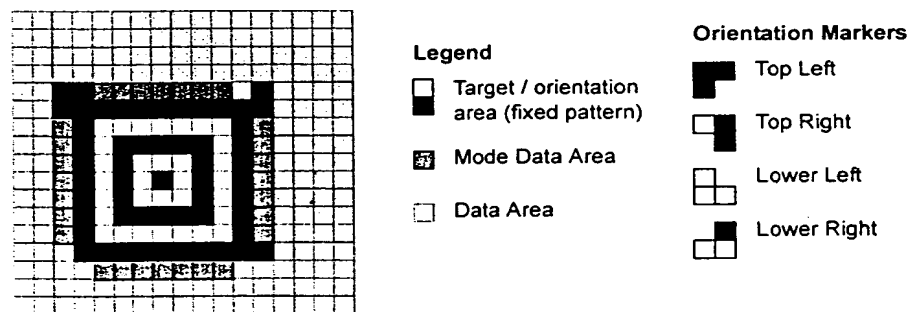 Legend
Target / orientation
area (fixed pattern)
Mode Data Area
Data Area
Orientation Markers
Top Left
Top Right
Lower Left
Lower Right